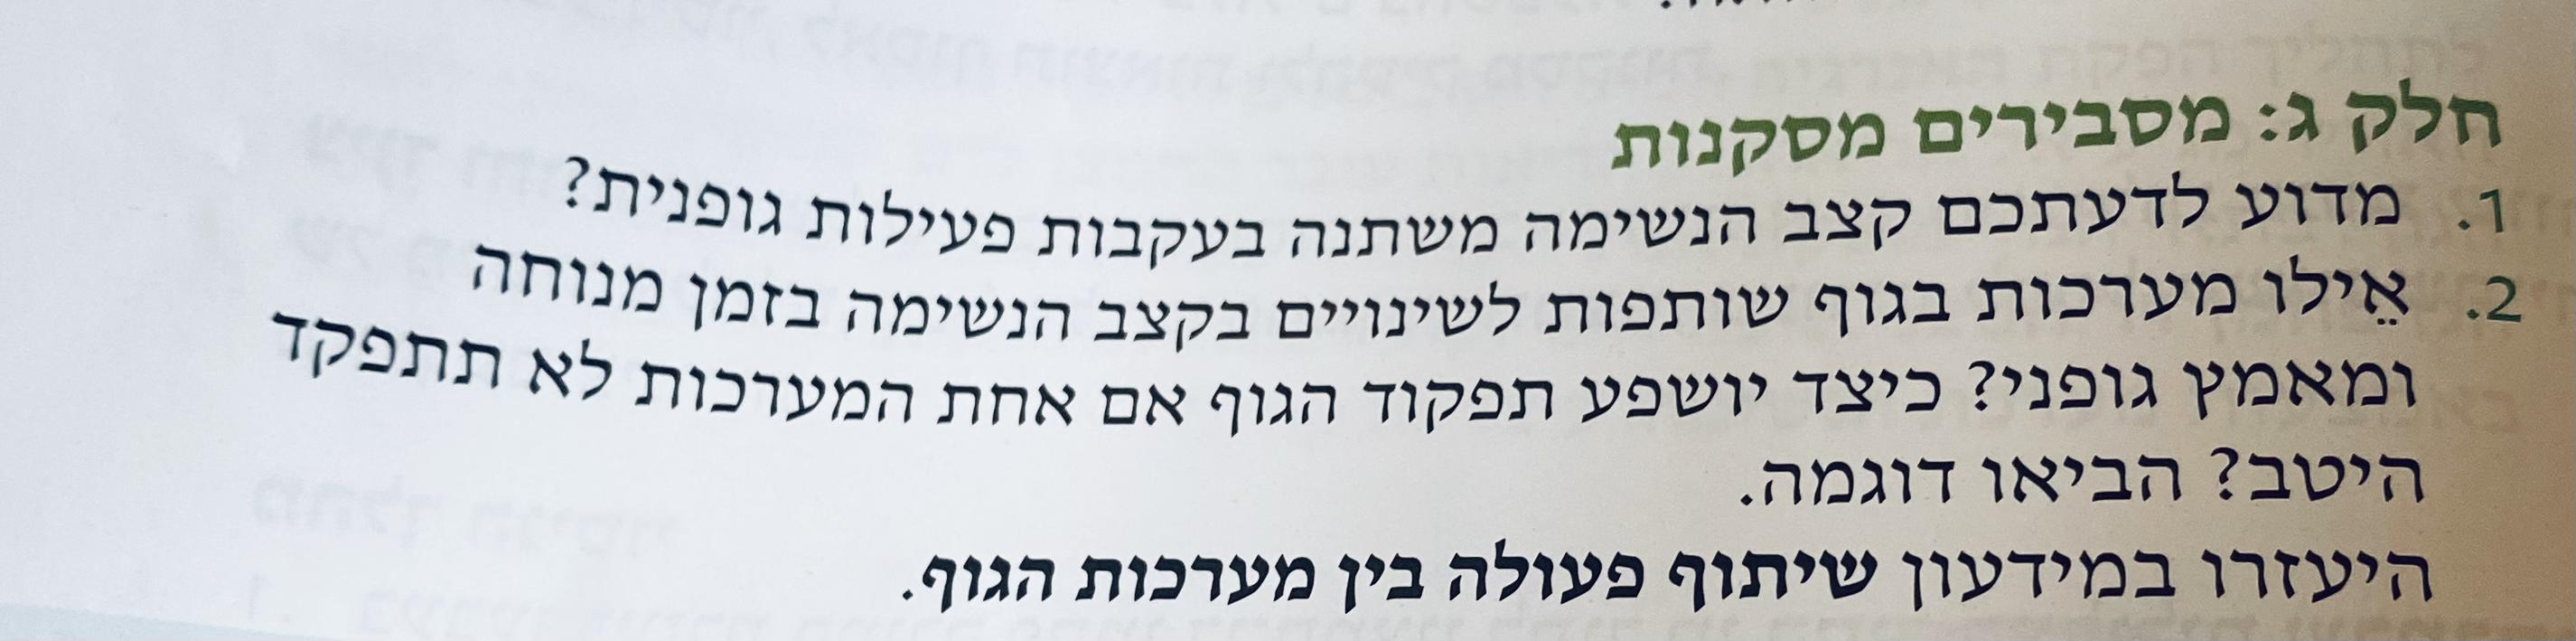 חלק ג: מסבירים מסקנות
1. מדוע לדעתכם קצב הנשימה משתנה בעקבות פעילות גופנית?
2. אֵילו מערכות בגוף שותפות לשינויים בקצב הנשימה בזמן מנוחה
ומאמץ גופני? כיצד יושפע תפקוד הגוף אם אחת המערכות לא תתפקד
היטב? הביאו דוגמה.
היעזרו במידעון שיתוף פעולה בין מערכות הגוף.